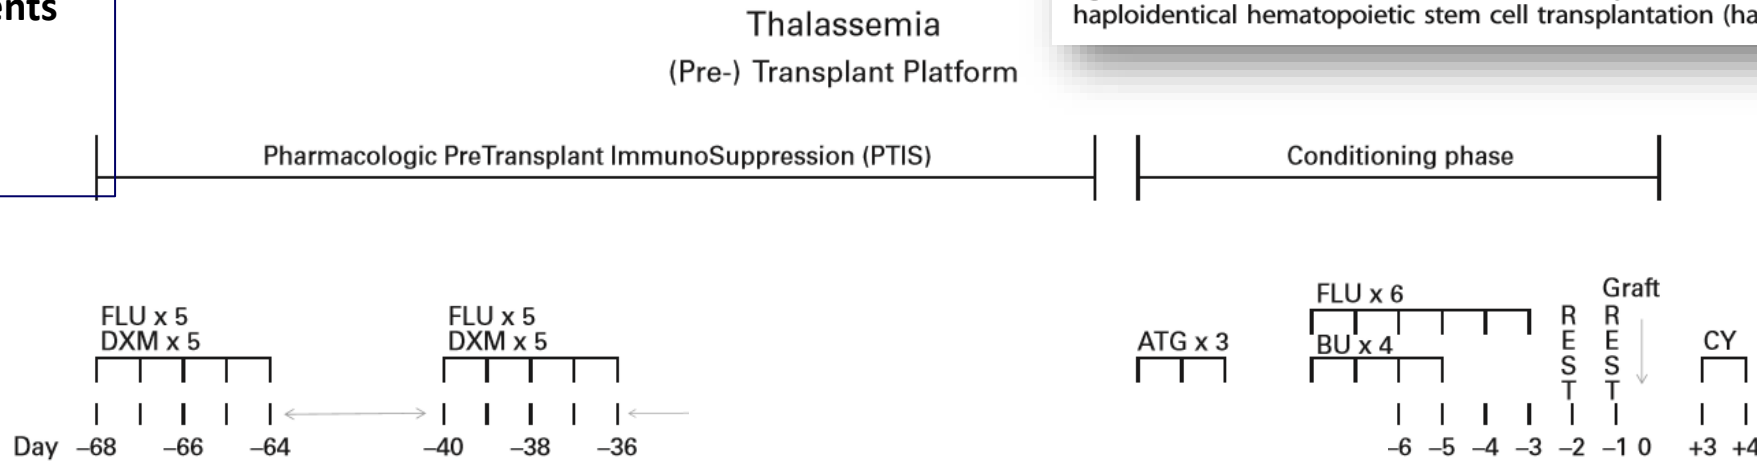 haploidentical hematopoietic stem cell transplantation
Thalassemia
(Pre-) Transplant Platform
Pharmacologic PreTransplant ImmunoSuppression (PTIS)
Conditioning phase
FLU x 5
DXM x 5
FLU x 5
DXM x 5
ATG x 3
FLU x 6
BU x 4
REST
Graft
REST
CY
Day –68 –66 –64 –40 –38 –36 –6 –5 –4 –3 –2 –1 0 +3 +4